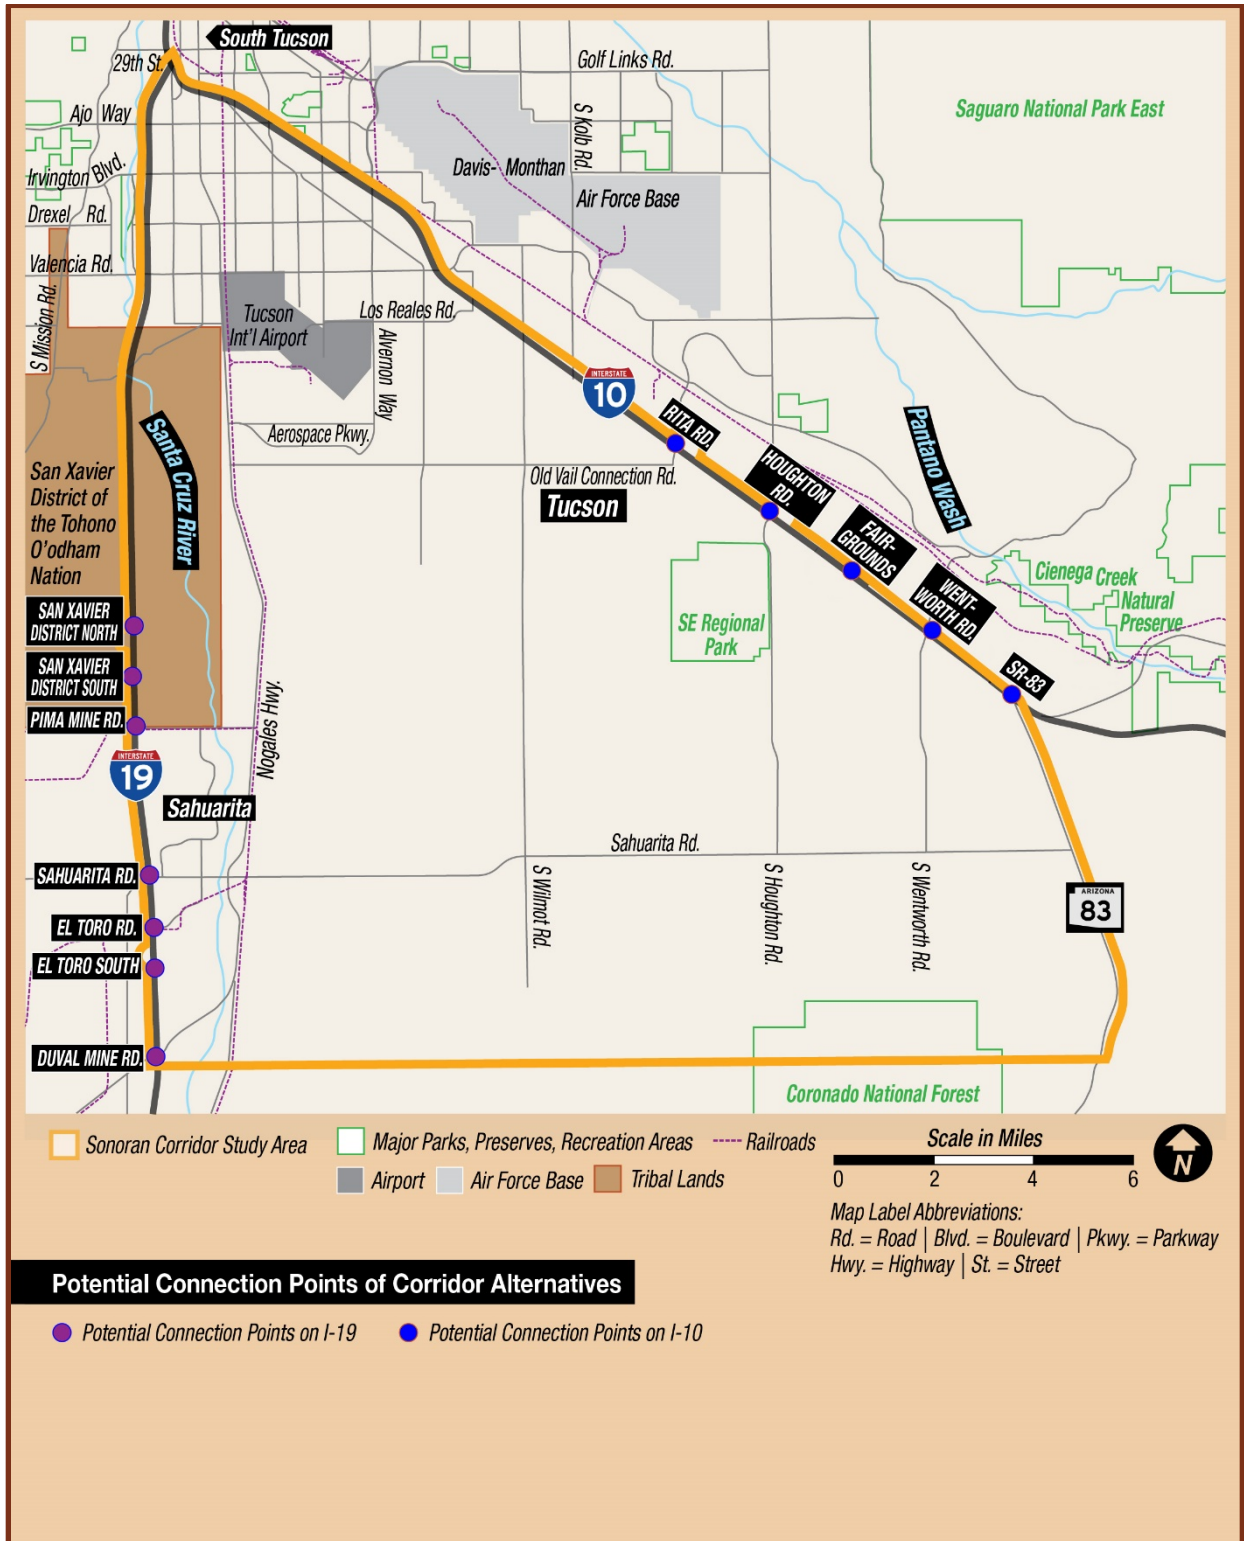 South Tucson
29th St.
Golf Links Rd.
Ajo Way
S Kolb Rd.
Saguaro National Park East
Irvington Blvd.
Davis- Monthan
Air Force Base
Drexel Rd.
Valencia Rd.
S Mission Rd.
Tucson
Int'l Airport
Los Reales Rd.
Alvernon Way
INTERSTATE
10
RITA RD.
Aerospace Pkwy.
Santa Cruz River
Pantano Wash
San Xavier
District of
the Tohono
O'odham
Nation
Old Vail Connection Rd.
Tucson
HOUGHTON
RD.
FAIR-
GROUNDS
WENT-
WORTH RD.
Cienega Creek
Natural
Preserve
SAN XAVIER
DISTRICT NORTH
SE Regional
Park
SAN XAVIER
DISTRICT SOUTH
SR-83
PIMA MINE RD.
Nogales Hwy.
INTERSTATE
19
Sahuarita
Sahuarita Rd.
SAHUARITA RD.
S Wilmot Rd.
S Houghton Rd.
S Wentworth Rd.
ARIZONA
83
EL TORO RD.
EL TORO SOUTH
DUVAL MINE RD.
Coronado National Forest
Sonoran Corridor Study Area
Major Parks, Preserves, Recreation Areas
Railroads
Airport
Air Force Base
Tribal Lands
Scale in Miles
0 2 4 6
N
Map Label Abbreviations:
Rd. = Road | Blvd. = Boulevard | Pkwy. = Parkway
Hwy. = Highway | St. = Street
Potential Connection Points of Corridor Alternatives
Potential Connection Points on I-19
Potential Connection Points on I-10